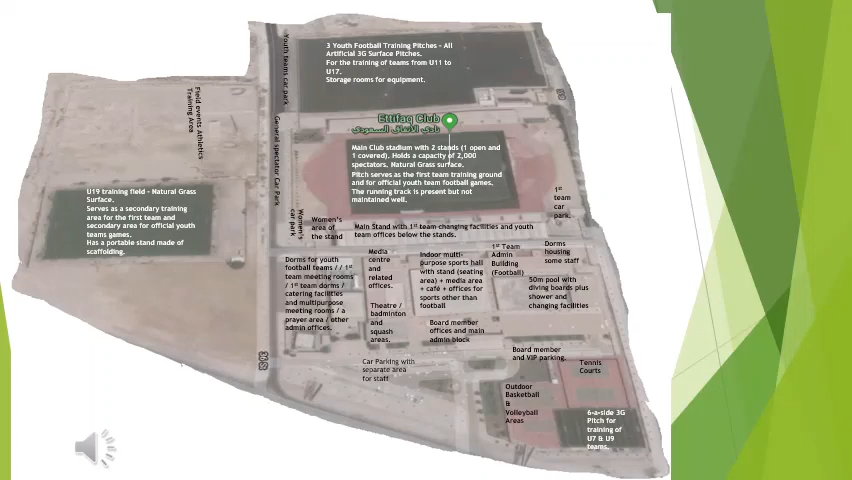 3 Youth Football Training Pitches – All
Artificial 3G Surface Pitches.
For the training of teams from U11 to
U17.
Storage rooms for equipment.
Youth teams car park
Field events Athletics
Training Area
General spectator Car Park
Ettifaq Club
نادي الاتفاق السعودي
Main Club stadium with 2 stands (1 open and
1 covered). Holds a capacity of 2,000
spectators. Natural Grass surface.
Pitch serves as the first team training ground
and for official youth team football games.
The running track is present but not
maintained well.
U19 training field – Natural Grass
Surface.
Serves as a secondary training
area for the first team and
secondary area for official youth
teams games.
Has a portable stand made of
scaffolding.
1st
team
car
park.
Women's
car park
Women's
area of
the stand
Main Stand with 1st team changing facilities and youth
team offices below the stands.
Dorms for youth
football teams / / 1st
team meeting rooms
/ 1st team dorms /
catering facilities
and multipurpose
meeting rooms / a
prayer area / other
admin offices.
Media
centre
and
related
offices.
Theatre /
badminton
and
squash
areas.
Indoor multi-
purpose sports hall
with stand (seating
area) + media area
+ café + offices for
sports other than
football
1st Team
Admin
Building
(Football)
Dorms
housing
some staff
50m pool with
diving boards plus
shower and
changing facilities
Board member
offices and main
admin block
Board member
and VIP parking.
Car Parking with
separate area
for staff
Tennis
Courts
Outdoor
Basketball
&
Volleyball
Areas
6-a-side 3G
Pitch for
training of
U7 & U9
teams.